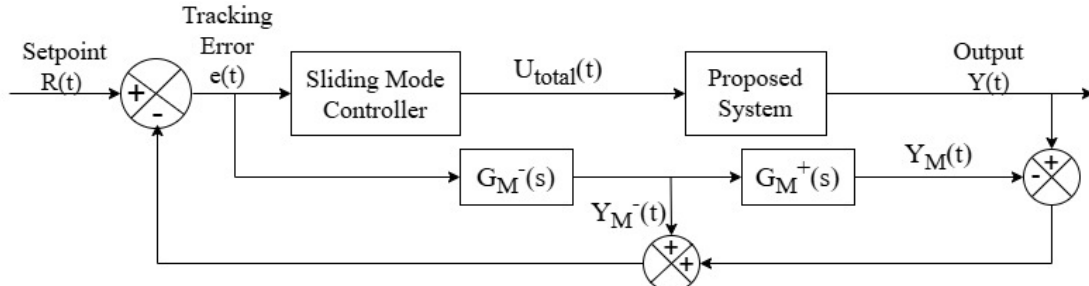 Setpoint
R(t)
+
-
Tracking
Error
e(t)
Sliding Mode
Controller
U_total(t)
Proposed
System
Output
Y(t)
G_M^-(s)
Y_M^-(t)
G_M^+(s)
Y_M(t)
+
-
+
+